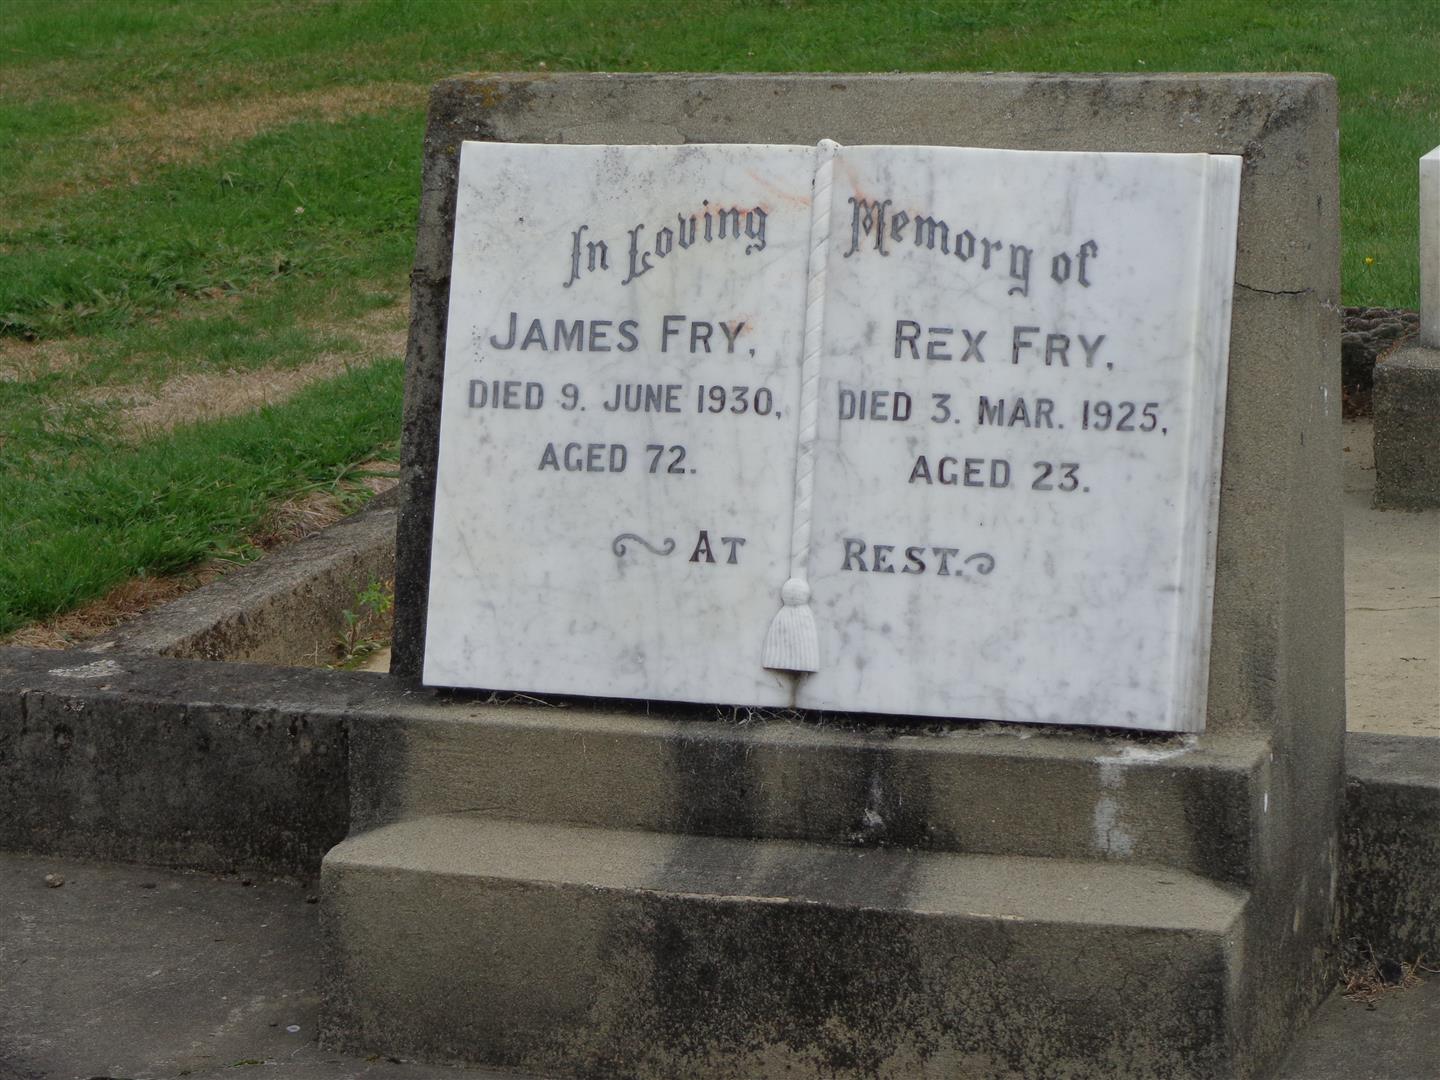 In Loving Memory of
JAMES FRY,
DIED 9. JUNE 1930,
AGED 72.
REX FRY,
DIED 3. MAR. 1925,
AGED 23.
AT REST.